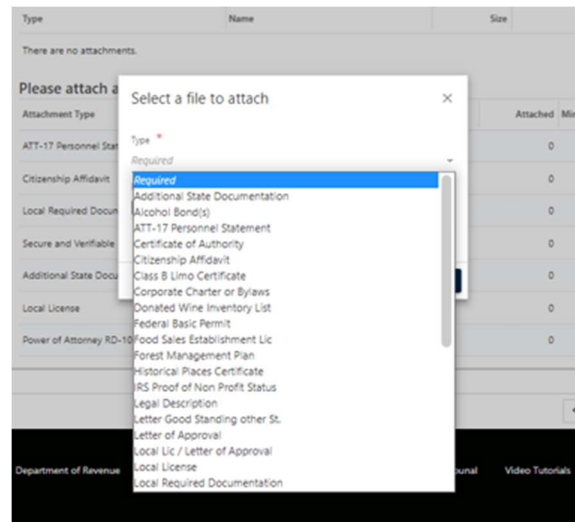 Type Name Size
There are no attachments.
Please attach a
Attachment Type Attached
ATT-17 Personnel Stat 0
Citizenship Affidavit 0
Local Required Docun 0
Secure and Verifiable 0
Additional State Docu 0
Local License 0
Power of Attorney RD-10 0
Select a file to attach
Type *
Required
Required
Additional State Documentation
Alcohol Bond(s)
ATT-17 Personnel Statement
Certificate of Authority
Citizenship Affidavit
Class B Limo Certificate
Corporate Charter or Bylaws
Donated Wine Inventory List
Federal Basic Permit
Food Sales Establishment Lic
Forest Management Plan
Historical Places Certificate
IRS Proof of Non Profit Status
Legal Description
Letter Good Standing other St.
Letter of Approval
Local Lic / Letter of Approval
Local License
Local Required Documentation
Department of Revenue Video Tutorials